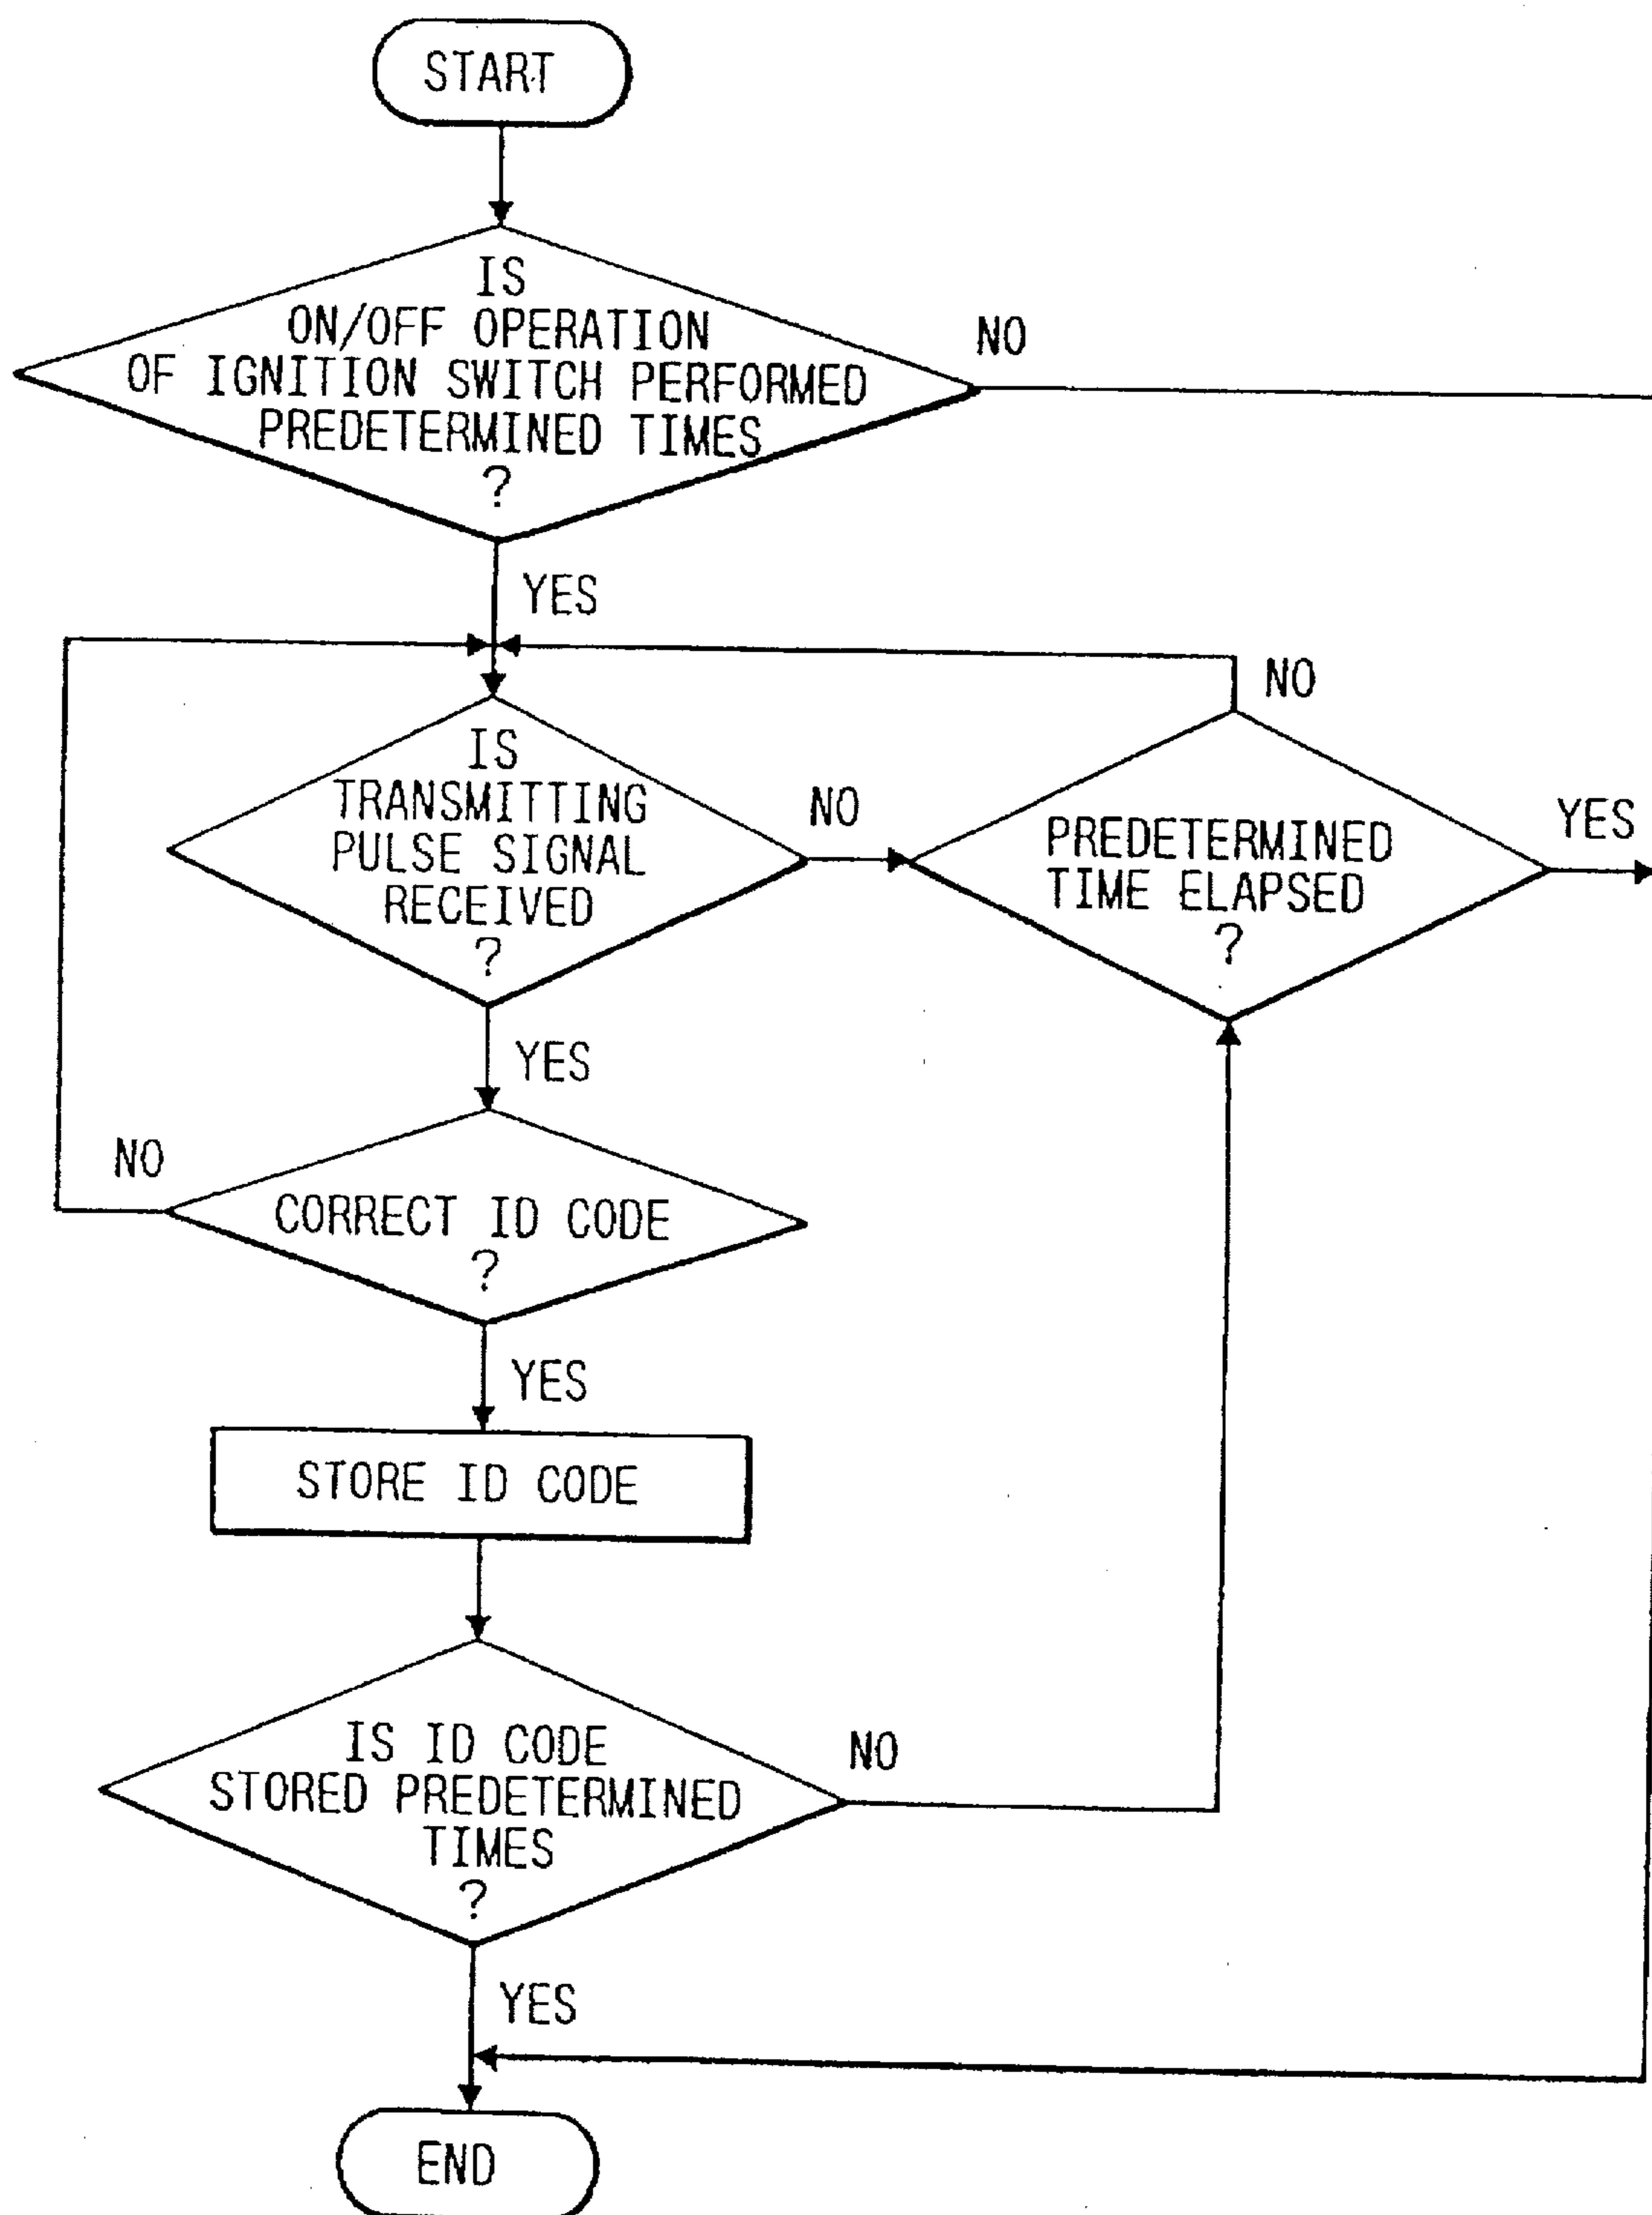 START
IS
ON/OFF OPERATION
OF IGNITION SWITCH PERFORMED
PREDETERMINED TIMES
?
NO
YES
NO
IS
TRANSMITTING
PULSE SIGNAL
RECEIVED
?
NO
PREDETERMINED
TIME ELAPSED
?
YES
YES
NO
CORRECT ID CODE
?
YES
STORE ID CODE
IS ID CODE
STORED PREDETERMINED
TIMES
?
NO
YES
END